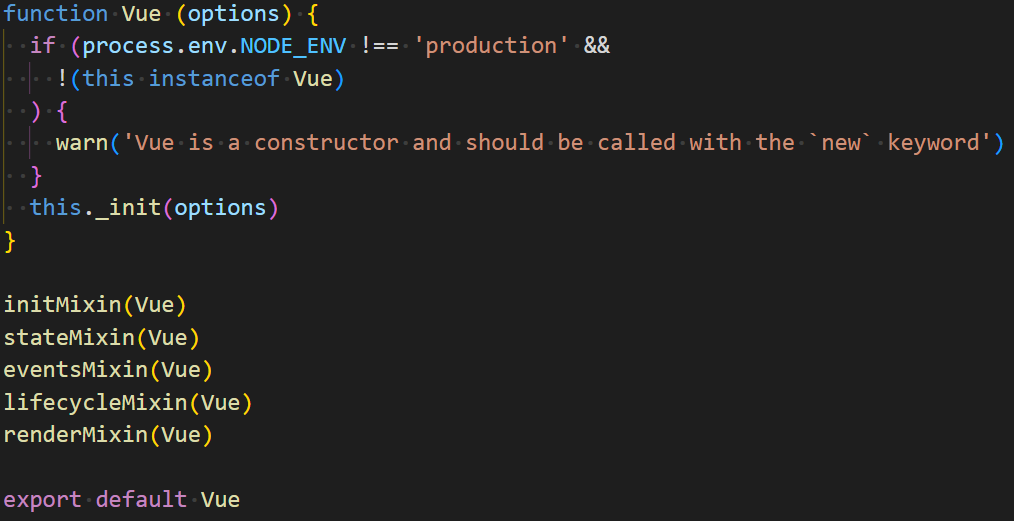 function Vue (options) {
  if (process.env.NODE_ENV !== 'production' &&
    !(this instanceof Vue)
  ) {
    warn('Vue is a constructor and should be called with the `new` keyword')
  }
  this._init(options)
}

initMixin(Vue)
stateMixin(Vue)
eventsMixin(Vue)
lifecycleMixin(Vue)
renderMixin(Vue)

export default Vue